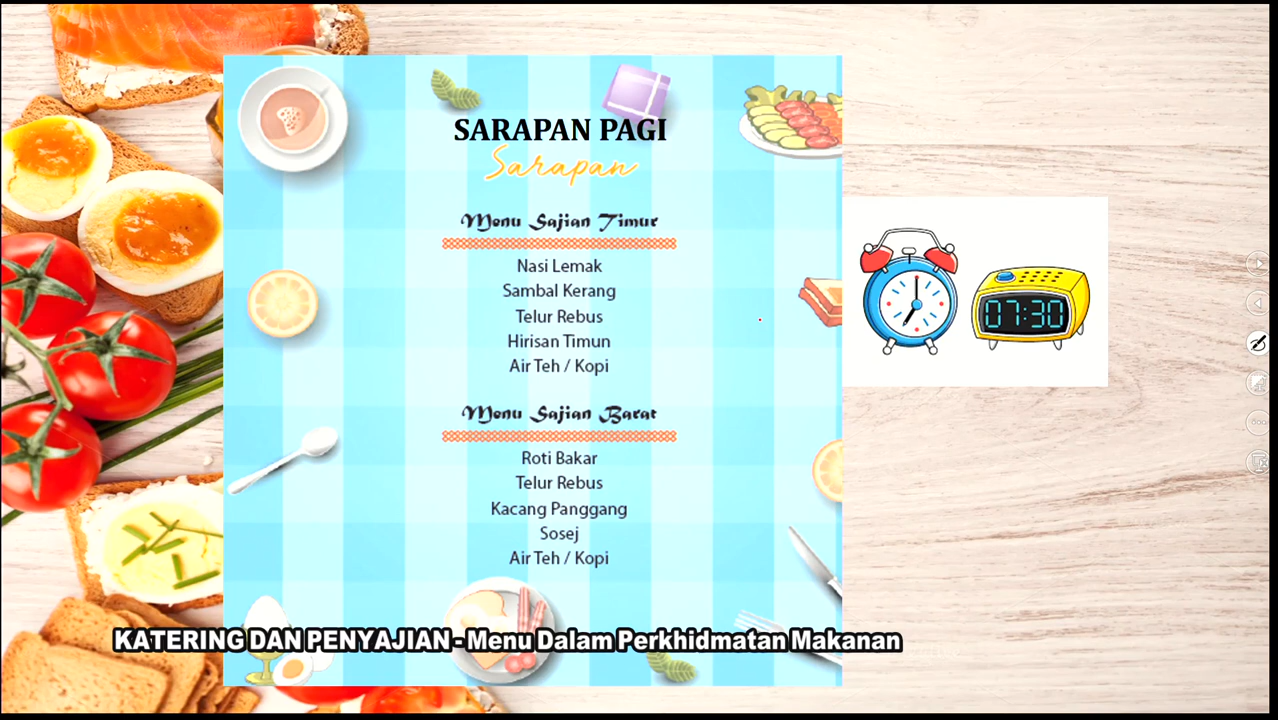 SARAPAN PAGI
Sarapan
Menu Sajian Timur
Nasi Lemak
Sambal Kerang
Telur Rebus
Hirisan Timun
Air Teh / Kopi
Menu Sajian Barat
Roti Bakar
Telur Rebus
Kacang Panggang
Sosej
Air Teh / Kopi
07:30
KATERING DAN PENYAJIAN - Menu Dalam Perkhidmatan Makanan